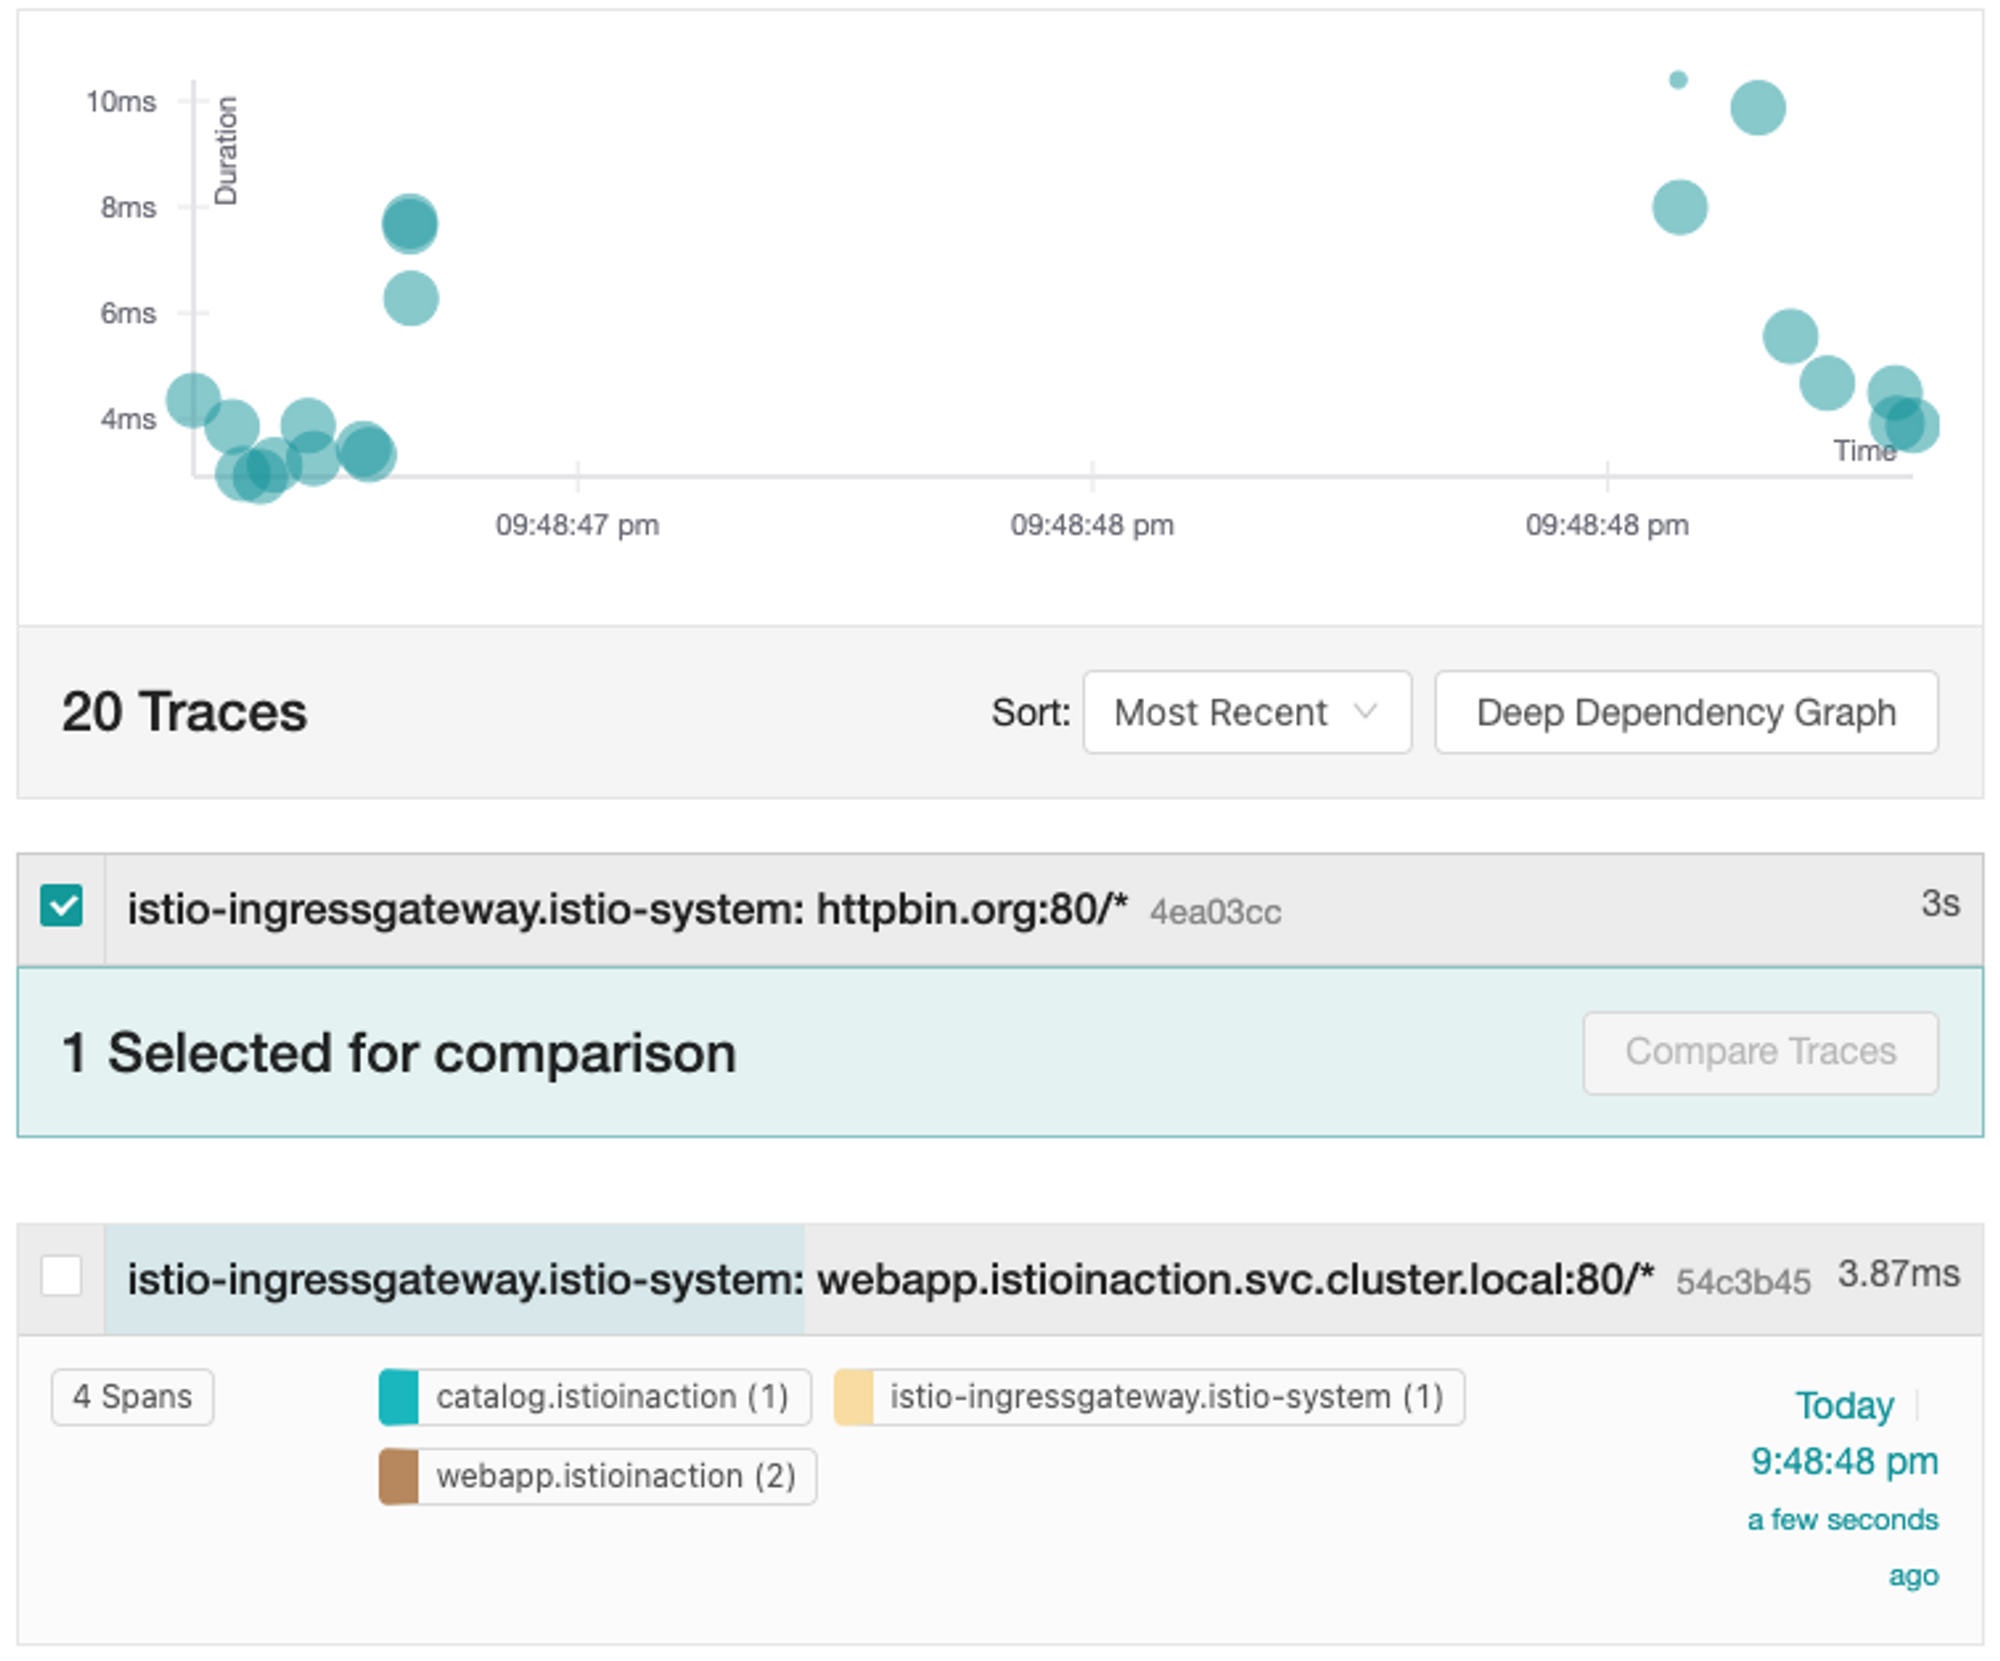 10ms
Duration
8ms
6ms
4ms
Time
09:48:47 pm 09:48:48 pm 09:48:48 pm
20 Traces Sort: Most Recent Deep Dependency Graph
istio-ingressgateway.istio-system: httpbin.org:80/* 4ea03cc 3s
1 Selected for comparison Compare Traces
istio-ingressgateway.istio-system: webapp.istioinaction.svc.cluster.local:80/* 54c3b45 3.87ms
4 Spans catalog.istioinaction (1) istio-ingressgateway.istio-system (1) Today
webapp.istioinaction (2) 9:48:48 pm
a few seconds
ago